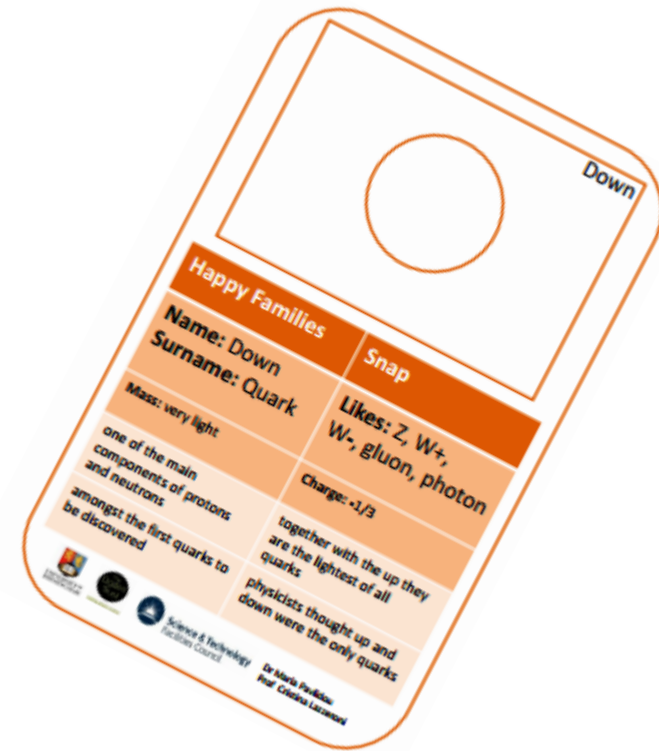 Down
Happy Families
Snap
Name: Down
Surname: Quark
Likes: Z, W+,
W-, gluon, photon
Mass: very light
Charge: -1/3
one of the main
components of protons
and neutrons
together with the up they
are the lightest of all
quarks
amongst the first quarks to
be discovered
physicists thought up and
down were the only quarks
Science & Technology
Facilities Council
Dr Maria Pavlidou
Prof Cristina Lazzeroni